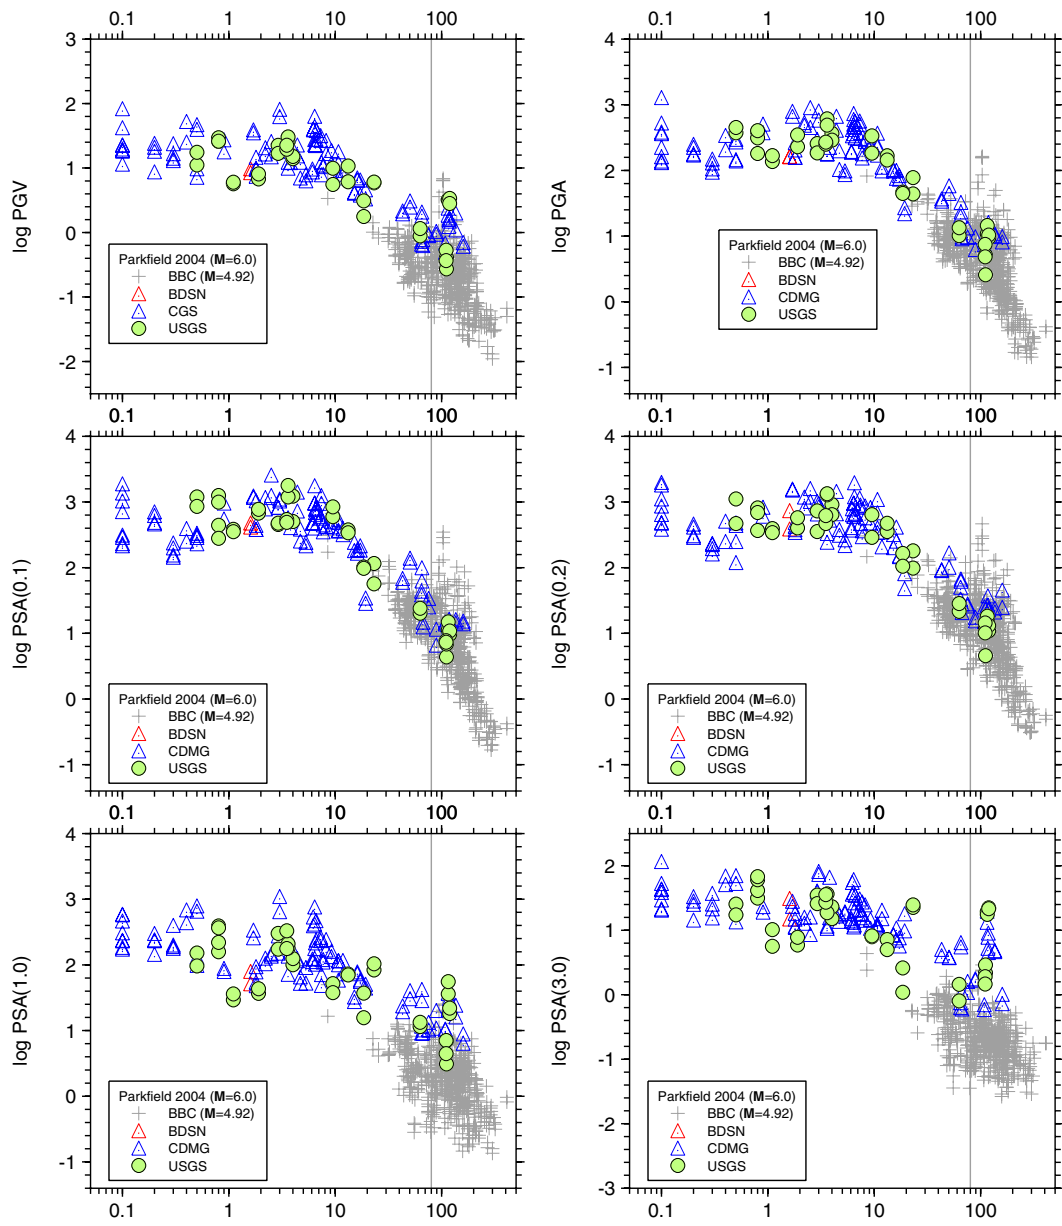 0.1 1 10 100
0.1 1 10 100
3
2
1
0
-1
-2
log PGV
Parkfield 2004 (M=6.0)
BBC (M=4.92)
BDSN
CGS
USGS
4
3
2
1
0
-1
log PGA
Parkfield 2004 (M=6.0)
BBC (M=4.92)
BDSN
CDMG
USGS
0.1 1 10 100
0.1 1 10 100
4
3
2
1
0
-1
log PSA(0.1)
Parkfield 2004 (M=6.0)
BBC (M=4.92)
BDSN
CDMG
USGS
4
3
2
1
0
-1
log PSA(0.2)
Parkfield 2004 (M=6.0)
BBC (M=4.92)
BDSN
CDMG
USGS
0.1 1 10 100
0.1 1 10 100
4
3
2
1
0
-1
log PSA(1.0)
Parkfield 2004 (M=6.0)
BBC (M=4.92)
BDSN
CDMG
USGS
2
1
0
-1
-2
-3
log PSA(3.0)
Parkfield 2004 (M=6.0)
BBC (M=4.92)
BDSN
CDMG
USGS
0.1 1 10 100
0.1 1 10 100